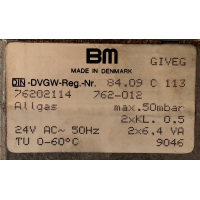 BM GIVEG
MADE IN DENMARK
DIN-DVGW-Reg.-Nr. 84.09 C 113
76202114 762-012
Allgas max.50mbar
2xKL. 0.5
24V AC~ 50Hz 2x6.4 VA
TU 0-60°C 9046